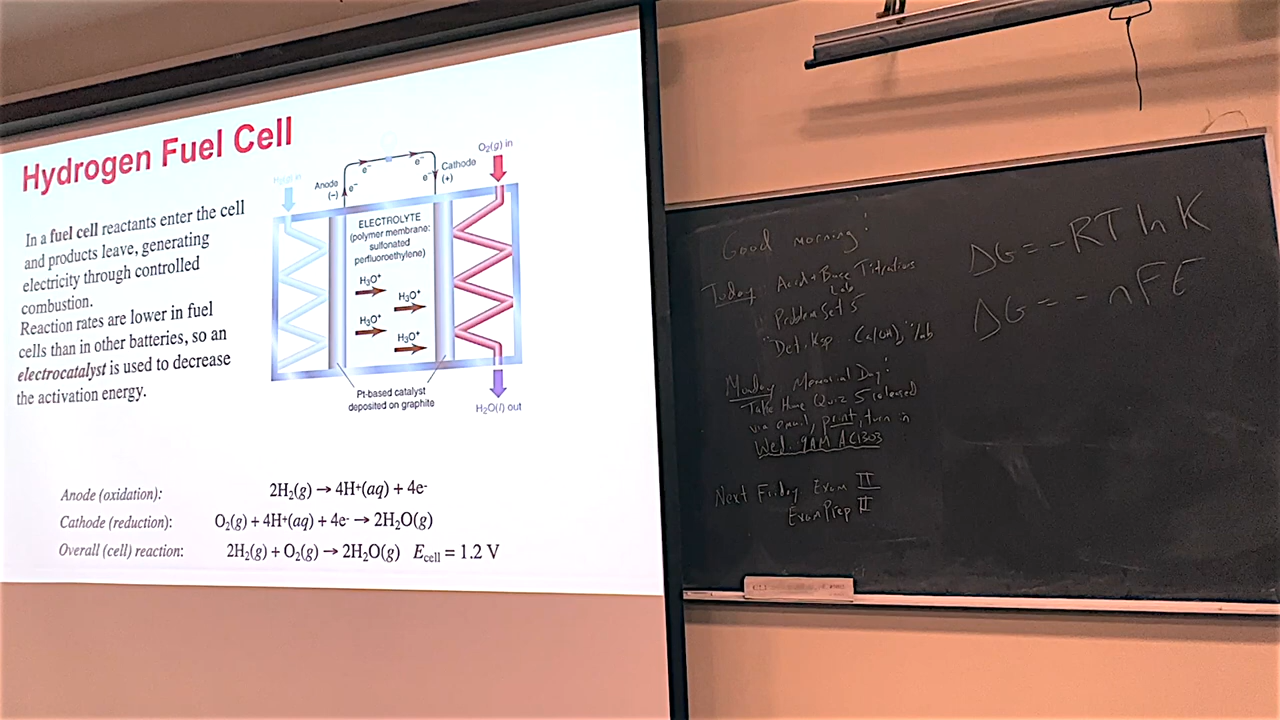 Hydrogen Fuel Cell
In a fuel cell reactants enter the cell
and products leave, generating
electricity through controlled
combustion.
Reaction rates are lower in fuel
cells than in other batteries, so an
electrocatalyst is used to decrease
the activation energy.
H₂(g) in
Anode
(-)
e⁻
e⁻
e⁻
e⁻
Cathode
(+)
O₂(g) in
ELECTROLYTE
(polymer membrane:
sulfonated
perfluoroethylene)
H₃O⁺
H₃O⁺
H₃O⁺
H₃O⁺
Pt-based catalyst
deposited on graphite
H₂O(l) out
Anode (oxidation): 2H₂(g) → 4H⁺(aq) + 4e-
Cathode (reduction): O₂(g) + 4H⁺(aq) + 4e- → 2H₂O(g)
Overall (cell) reaction: 2H₂(g) + O₂(g) → 2H₂O(g) Ecell = 1.2 V
Good morning!
Today Acid + Base Titrations
Lab
Problem Set 5
"Det. Ksp Ca(OH)₂" lab
Monday Memorial Day!
Take Home Quiz 5 released
via email, print, turn in
Wed. 9AM AC1303
Next Friday Exam II
Exam Prep II
ΔG = -RT ln K
ΔG = -nFE